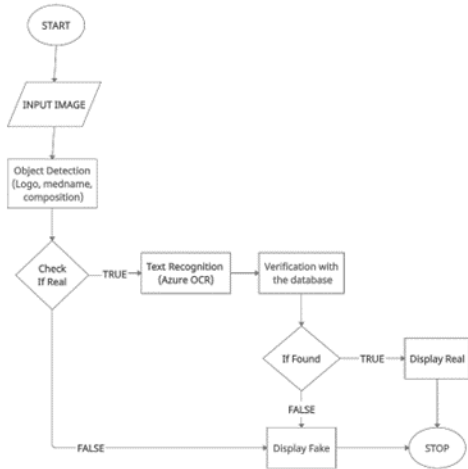 START
INPUT IMAGE
Object Detection
(Logo, medname,
composition)
Check
If Real
TRUE
Text Recognition
(Azure OCR)
Verification with
the database
If Found
TRUE
Display Real
FALSE
FALSE
Display Fake
STOP